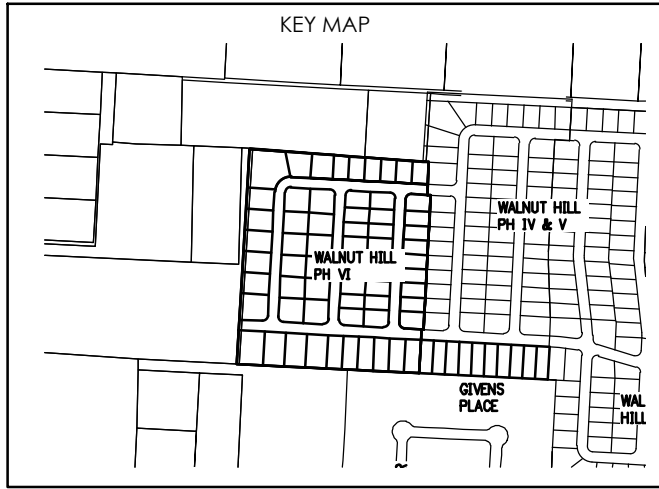 KEY MAP
WALNUT HILL
PH IV & V
WALNUT HILL
PH VI
GIVENS
PLACE
WAL
HILL